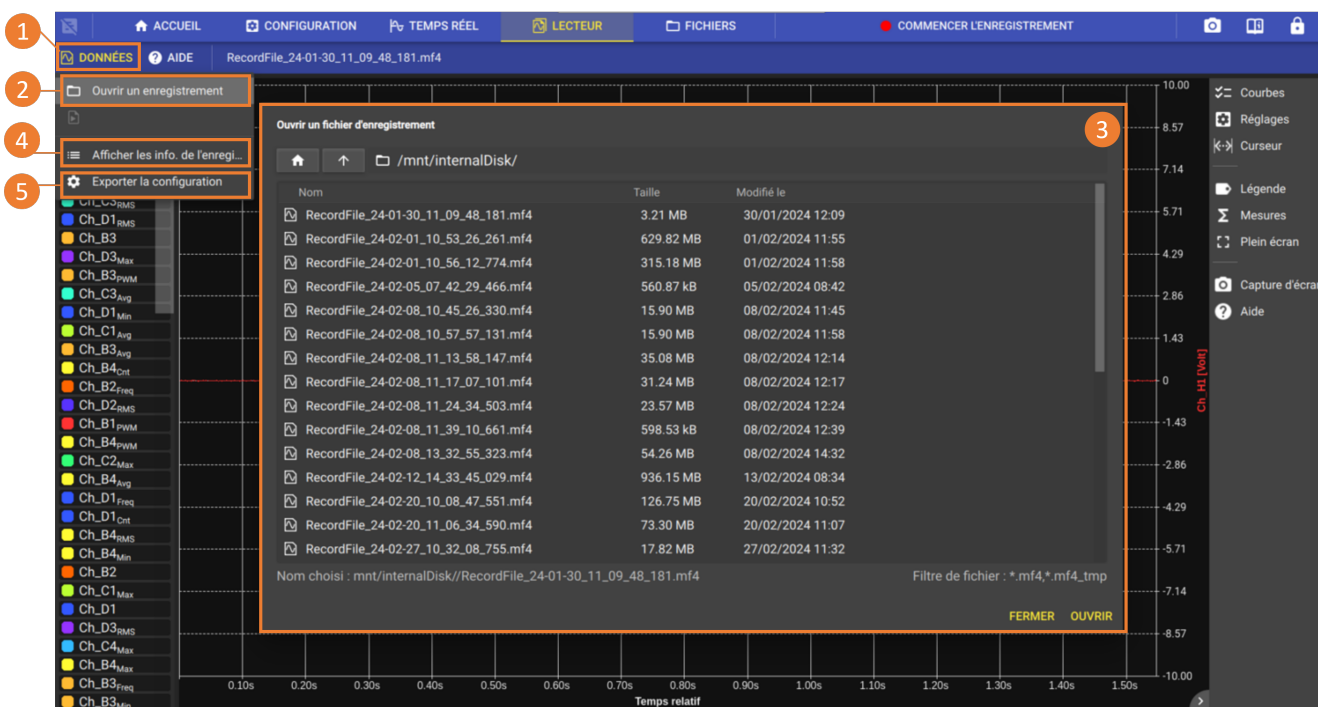 1
ACCUEIL CONFIGURATION TEMPS RÉEL LECTEUR FICHIERS COMMENCER L'ENREGISTREMENT
DONNÉES AIDE RecordFile_24-01-30_11_09_48_181.mf4
2
Ouvrir un enregistrement
4
Afficher les info. de l'enregi...
5
Exporter la configuration
3
Ouvrir un fichier d'enregistrement
/mnt/internalDisk/
Nom Taille Modifié le
RecordFile_24-01-30_11_09_48_181.mf4 3.21 MB 30/01/2024 12:09
RecordFile_24-02-01_10_53_26_261.mf4 629.82 MB 01/02/2024 11:55
RecordFile_24-02-01_10_56_12_774.mf4 315.18 MB 01/02/2024 11:58
RecordFile_24-02-05_07_42_29_466.mf4 560.87 kB 05/02/2024 08:42
RecordFile_24-02-08_10_45_26_330.mf4 15.90 MB 08/02/2024 11:45
RecordFile_24-02-08_10_57_57_131.mf4 15.90 MB 08/02/2024 11:58
RecordFile_24-02-08_11_13_58_147.mf4 35.08 MB 08/02/2024 12:14
RecordFile_24-02-08_11_17_07_101.mf4 31.24 MB 08/02/2024 12:17
RecordFile_24-02-08_11_24_34_503.mf4 23.57 MB 08/02/2024 12:24
RecordFile_24-02-08_11_39_10_661.mf4 598.53 kB 08/02/2024 12:39
RecordFile_24-02-08_13_32_55_323.mf4 54.26 MB 08/02/2024 14:32
RecordFile_24-02-12_14_33_45_029.mf4 936.15 MB 13/02/2024 08:34
RecordFile_24-02-20_10_08_47_551.mf4 126.75 MB 20/02/2024 10:52
RecordFile_24-02-20_11_06_34_590.mf4 73.30 MB 20/02/2024 11:07
RecordFile_24-02-27_10_32_08_755.mf4 17.82 MB 27/02/2024 11:32
Nom choisi : mnt/internalDisk//RecordFile_24-01-30_11_09_48_181.mf4 Filtre de fichier : *.mf4,*.mf4_tmp
FERMER OUVRIR
Ch_C3RMS
Ch_D1RMS
Ch_B3
Ch_D3Max
Ch_B3PWM
Ch_C3Avg
Ch_D1Min
Ch_C1Avg
Ch_B3Avg
Ch_B4Cnt
Ch_B2Freq
Ch_D2RMS
Ch_B1PWM
Ch_B4PWM
Ch_C2Max
Ch_B4Avg
Ch_D1Freq
Ch_D1Cnt
Ch_B4RMS
Ch_B4Min
Ch_B2
Ch_C1Max
Ch_D1
Ch_D3RMS
Ch_C4Max
Ch_B4Max
Ch_B3Freq
Ch_B3Min
10.00
8.57
7.14
5.71
4.29
2.86
1.43
0
-1.43
-2.86
-4.29
-5.71
-7.14
-8.57
-10.00
Ch_H1 [Volt]
0.10s 0.20s 0.30s 0.40s 0.50s 0.60s 0.70s 0.80s 0.90s 1.00s 1.10s 1.20s 1.30s 1.40s 1.50s
Temps relatif
Courbes
Réglages
Curseur
Légende
Mesures
Plein écran
Capture d'écra
Aide